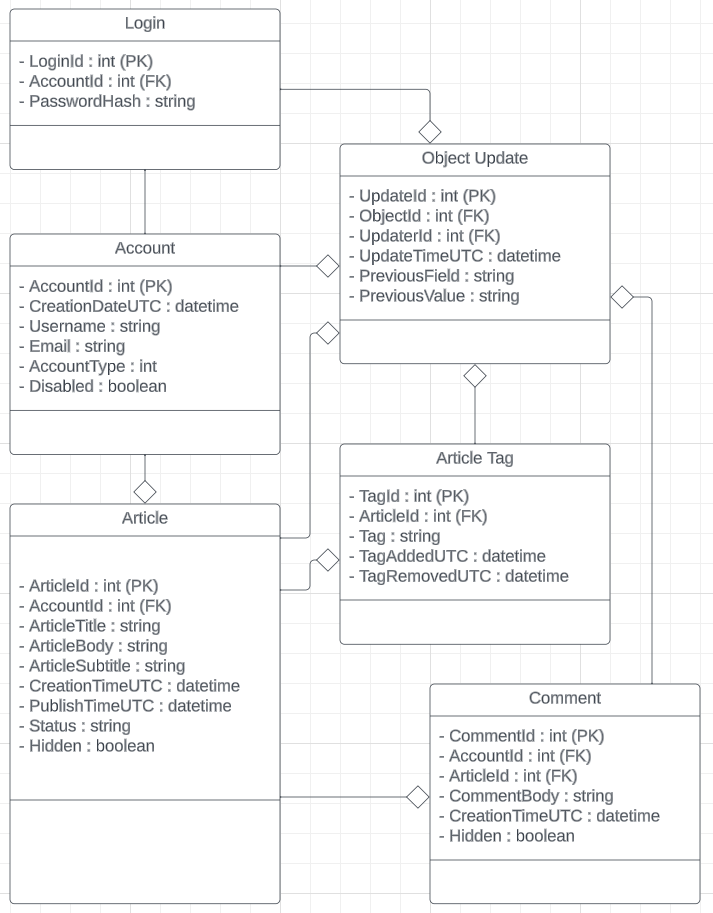 Login
- LoginId : int (PK)
- AccountId : int (FK)
- PasswordHash : string
Object Update
- UpdateId : int (PK)
- ObjectId : int (FK)
- UpdaterId : int (FK)
- UpdateTimeUTC : datetime
- PreviousField : string
- PreviousValue : string
Account
- AccountId : int (PK)
- CreationDateUTC : datetime
- Username : string
- Email : string
- AccountType : int
- Disabled : boolean
Article Tag
- TagId : int (PK)
- ArticleId : int (FK)
- Tag : string
- TagAddedUTC : datetime
- TagRemovedUTC : datetime
Article
- ArticleId : int (PK)
- AccountId : int (FK)
- ArticleTitle : string
- ArticleBody : string
- ArticleSubtitle : string
- CreationTimeUTC : datetime
- PublishTimeUTC : datetime
- Status : string
- Hidden : boolean
Comment
- CommentId : int (PK)
- AccountId : int (FK)
- ArticleId : int (FK)
- CommentBody : string
- CreationTimeUTC : datetime
- Hidden : boolean